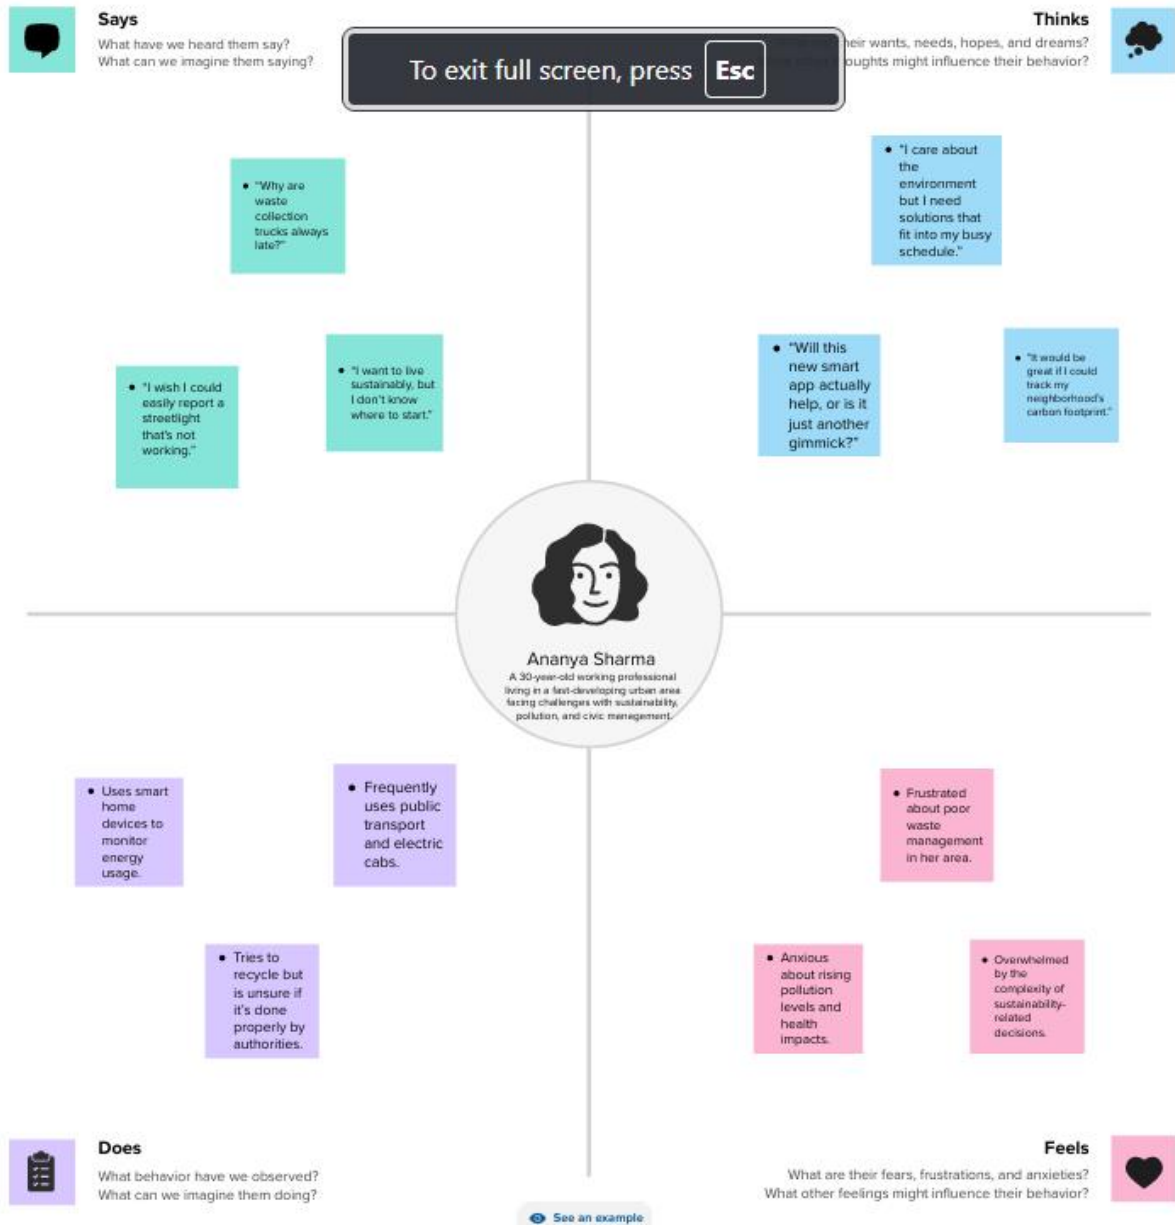 Says
What have we heard them say?
What can we imagine them saying?
To exit full screen, press Esc
Thinks
eir wants, needs, hopes, and dreams?
oughts might influence their behavior?
• "Why are
waste
collection
trucks always
late?"
• "I wish I could
easily report a
streetlight
that's not
working."
• "I want to live
sustainably, but
I don't know
where to start."
• "I care about
the
environment
but I need
solutions that
fit into my busy
schedule."
• "Will this
new smart
app actually
help, or is it
just another
gimmick?"
• "It would be
great if I could
track my
neighborhood's
carbon footprint."
Ananya Sharma
A 30-year-old working professional
living in a fast-developing urban area
facing challenges with sustainability,
pollution, and civic management.
• Uses smart
home
devices to
monitor
energy
usage.
• Frequently
uses public
transport
and electric
cabs.
• Tries to
recycle but
is unsure if
it's done
properly by
authorities.
• Frustrated
about poor
waste
management
in her area.
• Anxious
about rising
pollution
levels and
health
impacts.
• Overwhelmed
by the
complexity of
sustainability-
related
decisions.
Does
What behavior have we observed?
What can we imagine them doing?
Feels
What are their fears, frustrations, and anxieties?
What other feelings might influence their behavior?
See an example